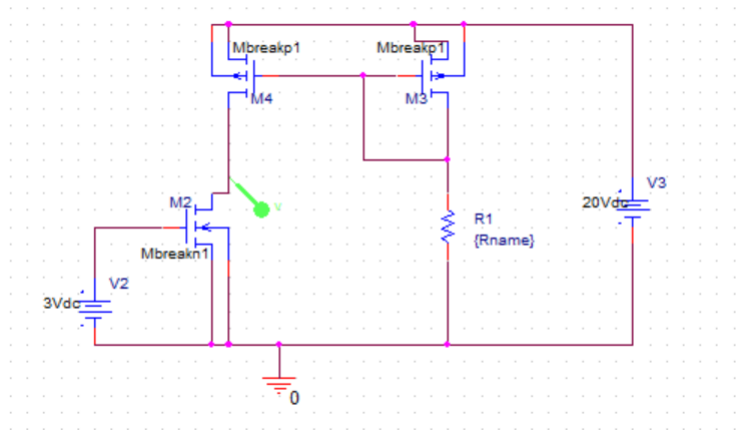 Mbreakp1
Mbreakp1
M4
M3
V3
20Vdc
M2
v
R1
{Rname}
Mbreakn1
V2
3Vdc
0